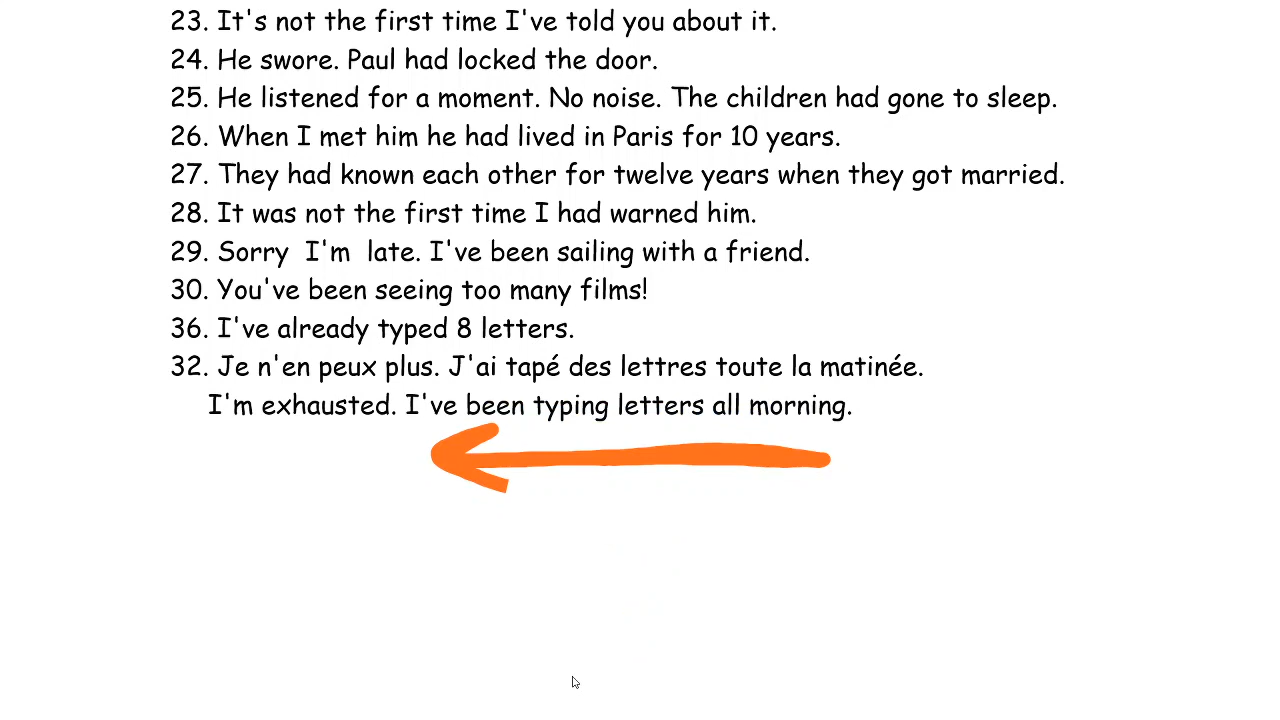 23. It's not the first time I've told you about it.
24. He swore. Paul had locked the door.
25. He listened for a moment. No noise. The children had gone to sleep.
26. When I met him he had lived in Paris for 10 years.
27. They had known each other for twelve years when they got married.
28. It was not the first time I had warned him.
29. Sorry  I'm  late. I've been sailing with a friend.
30. You've been seeing too many films!
36. I've already typed 8 letters.
32. Je n'en peux plus. J'ai tapé des lettres toute la matinée.
I'm exhausted. I've been typing letters all morning.